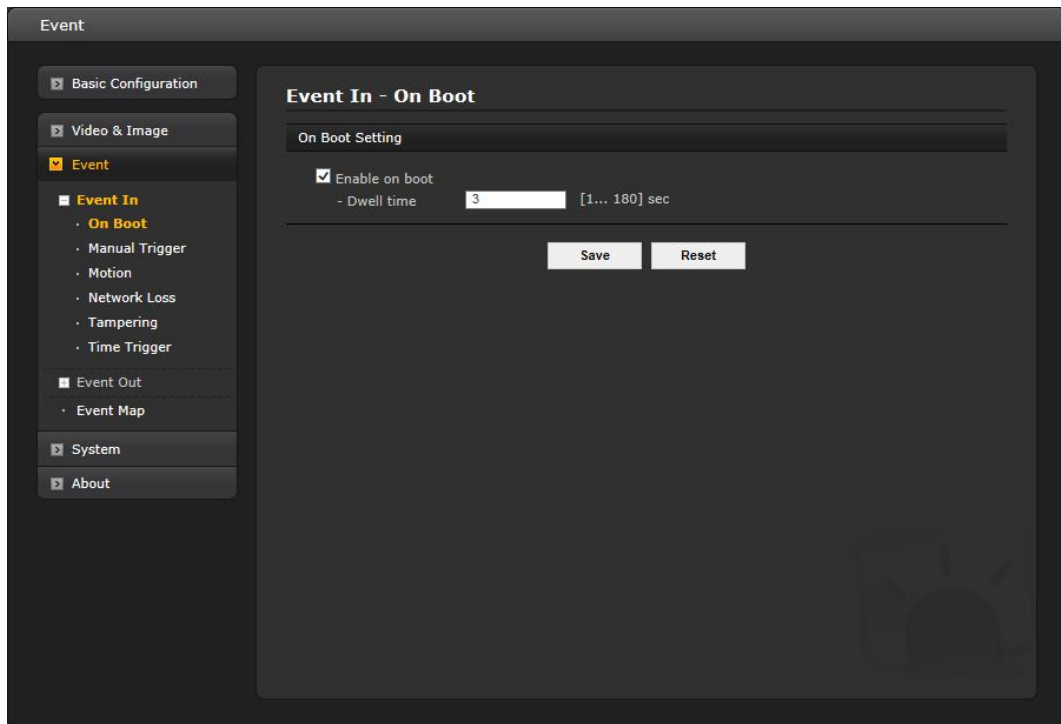 Event
Basic Configuration
Video & Image
Event
Event In
· On Boot
· Manual Trigger
· Motion
· Network Loss
· Tampering
· Time Trigger
Event Out
· Event Map
System
About
Event In - On Boot
On Boot Setting
Enable on boot
- Dwell time 3 [1... 180] sec
Save Reset